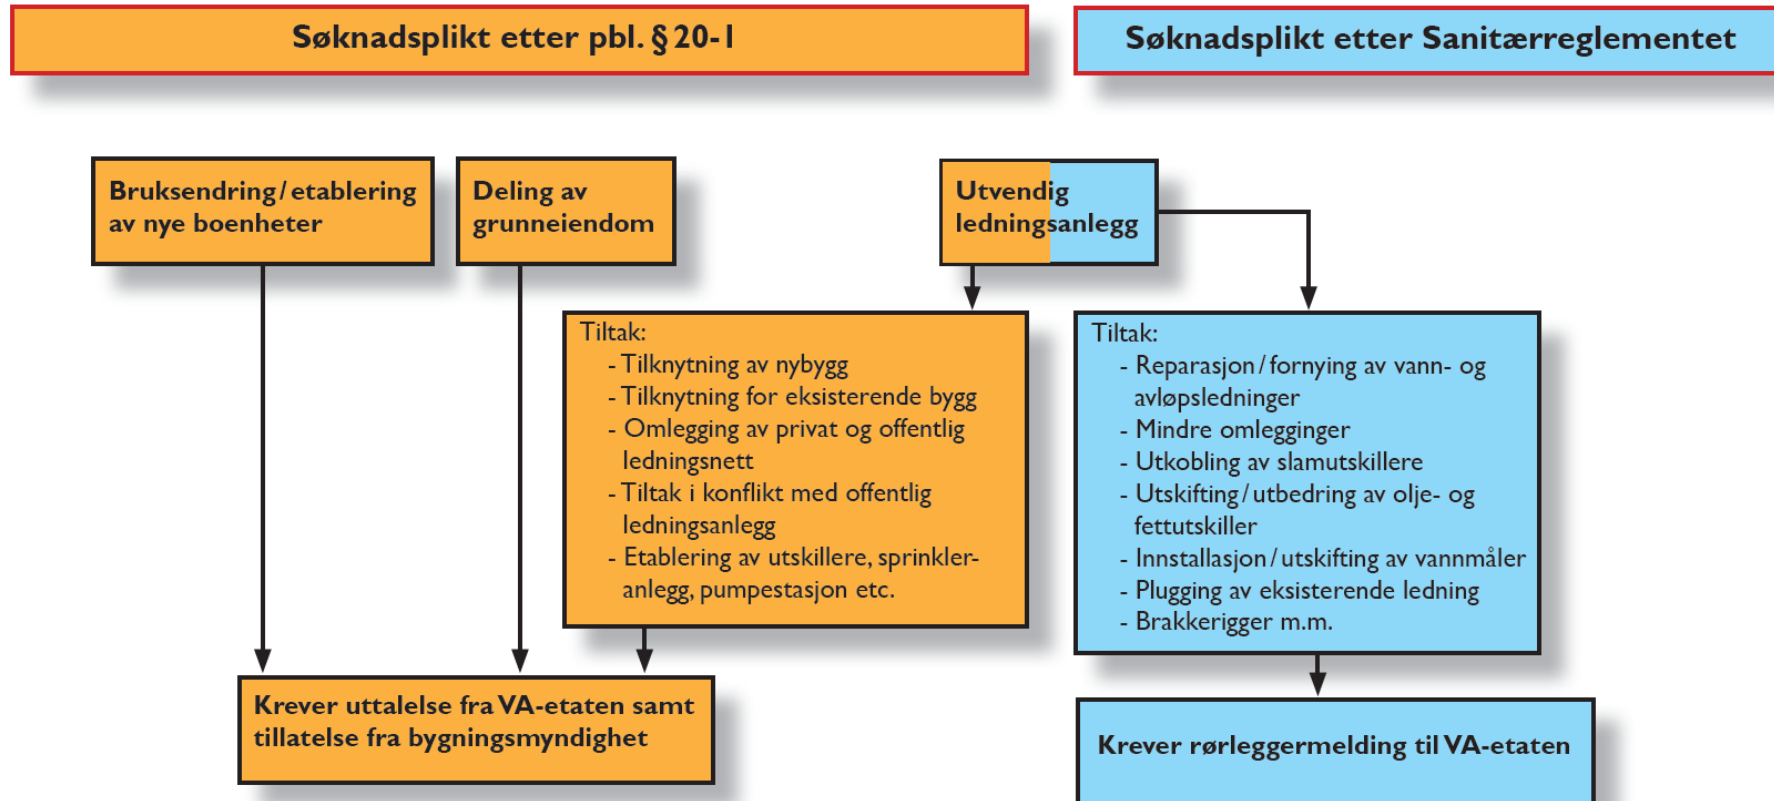 Søknadsplikt etter pbl. § 20-1
Søknadsplikt etter Sanitærreglementet
Bruksendring/etablering
av nye boenheter
Deling av
grunneiendom
Utvendig
ledningsanlegg
Tiltak:
- Tilknytning av nybygg
- Tilknytning for eksisterende bygg
- Omlegging av privat og offentlig
ledningsnett
- Tiltak i konflikt med offentlig
ledningsanlegg
- Etablering av utskillere, sprinkler-
anlegg, pumpestasjon etc.
Tiltak:
- Reparasjon/fornying av vann- og
avløpsledninger
- Mindre omlegginger
- Utkobling av slamutskillere
- Utskifting/utbedring av olje- og
fettutskiller
- Innstallasjon/utskifting av vannmåler
- Plugging av eksisterende ledning
- Brakkerigger m.m.
Krever uttalelse fra VA-etaten samt
tillatelse fra bygningsmyndighet
Krever rørleggermelding til VA-etaten